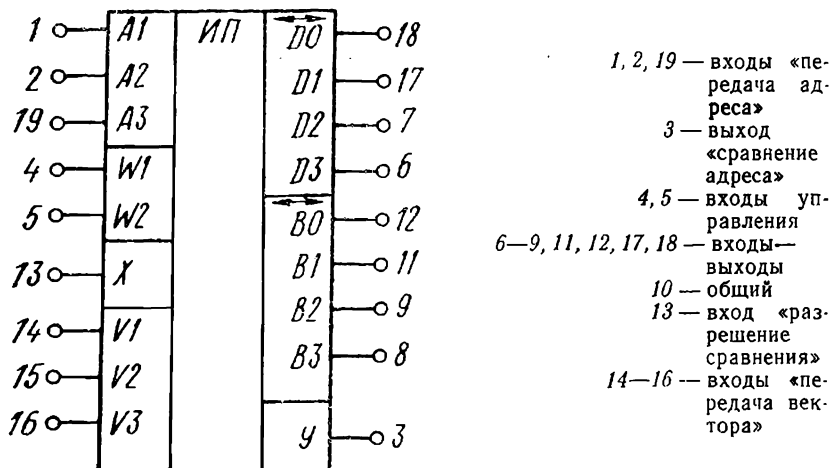 1 A1 ИП D0 18
2 A2 D1 17
19 A3 D2 7
4 W1 D3 6
5 W2 B0 12
13 X B1 11
14 V1 B2 9
15 V2 B3 8
16 V3 У 3
1, 2, 19 — входы «пе-
редача ад-
реса»
3 — выход
«сравнение
адреса»
4, 5 — входы уп-
равления
6—9, 11, 12, 17, 18 — входы—
выходы
10 — общий
13 — вход «раз-
решение
сравнения»
14—16 — входы «пе-
редача век-
тора»